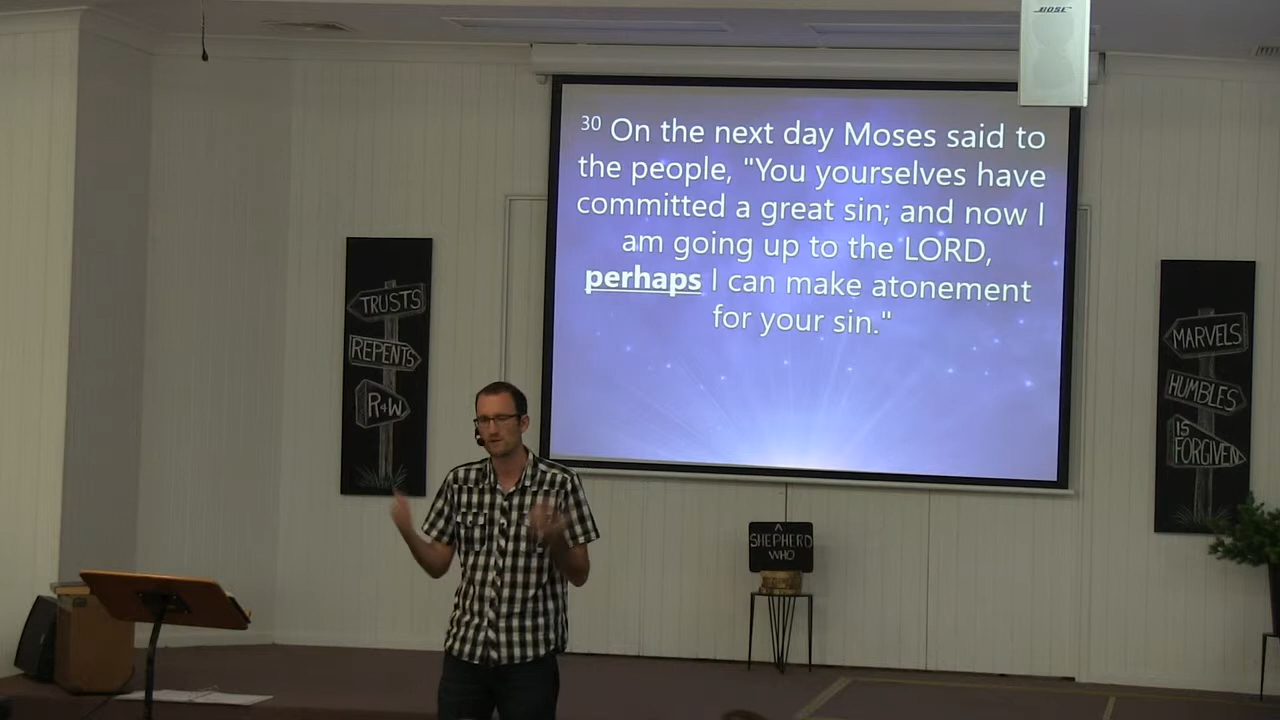 BOSE
30 On the next day Moses said to
the people, "You yourselves have
committed a great sin; and now I
am going up to the LORD,
perhaps I can make atonement
for your sin."
TRUSTS
REPENTS
R+W
MARVELS
HUMBLES
IS
FORGIVEN
A
SHEPHERD
WHO